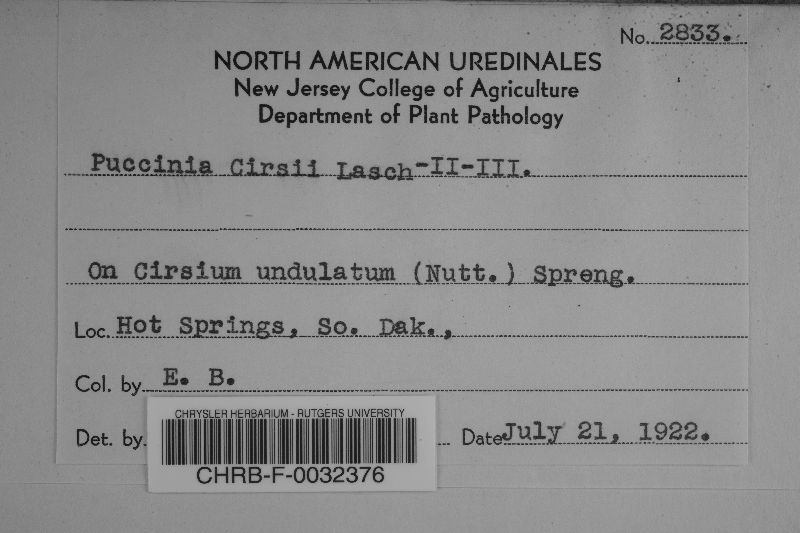 No. 2833.
NORTH AMERICAN UREDINALES
New Jersey College of Agriculture
Department of Plant Pathology
Puccinia Cirsii Lasch-II-III.
On Cirsium undulatum (Nutt.) Spreng.
Loc. Hot Springs, So. Dak.,
Col. by E. B.
Det. by. Date July 21, 1922.
CHRYSLER HERBARIUM - RUTGERS UNIVERSITY
CHRB-F-0032376